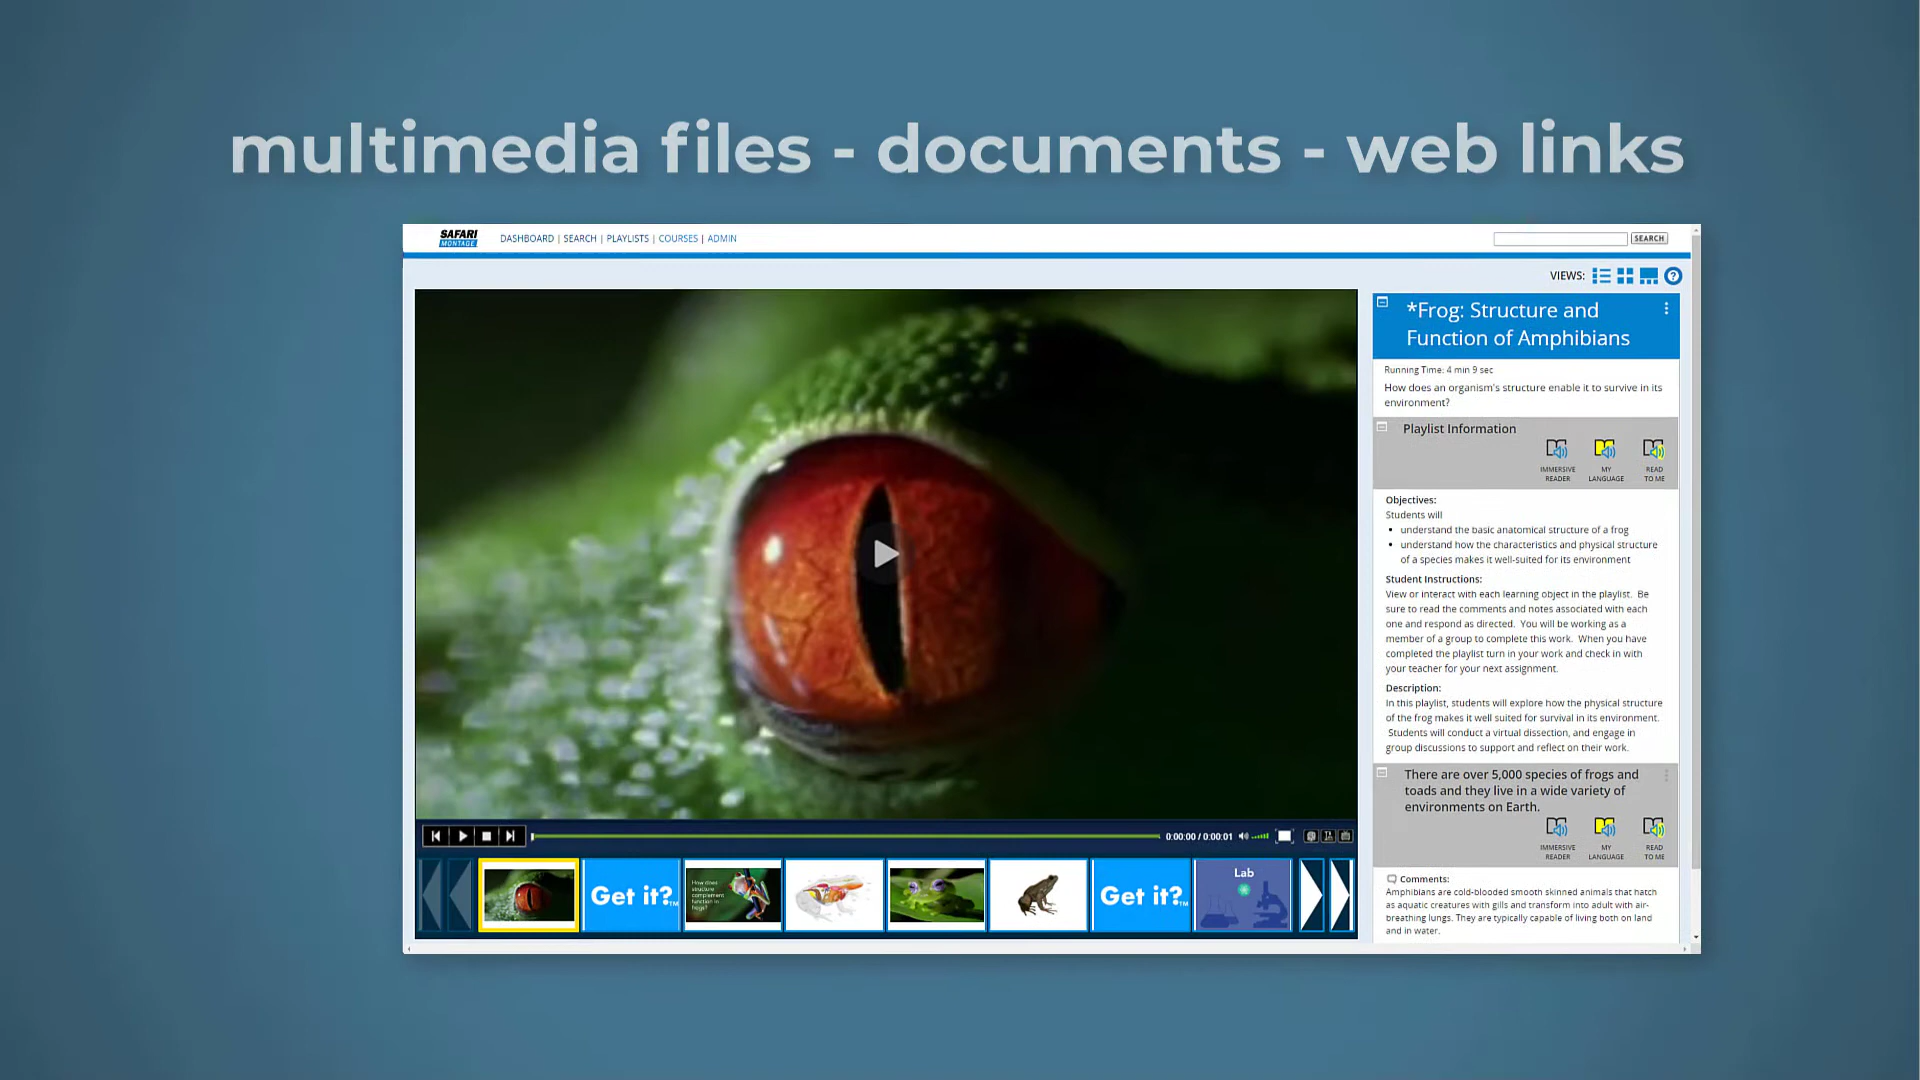 multimedia files - documents - web links
SAFARI
MONTAGE
DASHBOARD | SEARCH | PLAYLISTS | COURSES | ADMIN
SEARCH
VIEWS:
?
*Frog: Structure and
Function of Amphibians
Running Time: 4 min 9 sec
How does an organism's structure enable it to survive in its
environment?
Playlist Information
IMMERSIVE
READER
MY
LANGUAGE
READ
TO ME
Objectives:
Students will
• understand the basic anatomical structure of a frog
• understand how the characteristics and physical structure
of a species makes it well-suited for its environment
Student Instructions:
View or interact with each learning object in the playlist. Be
sure to read the comments and notes associated with each
one and respond as directed. You will be working as a
member of a group to complete this work. When you have
completed the playlist turn in your work and check in with
your teacher for your next assignment.
Description:
In this playlist, students will explore how the physical structure
of the frog makes it well suited for survival in its environment.
Students will conduct a virtual dissection, and engage in
group discussions to support and reflect on their work.
There are over 5,000 species of frogs and
toads and they live in a wide variety of
environments on Earth.
IMMERSIVE
READER
MY
LANGUAGE
READ
TO ME
Comments:
Amphibians are cold-blooded smooth skinned animals that hatch
as aquatic creatures with gills and transform into adult with air-
breathing lungs. They are typically capable of living both on land
and in water.
0:00:00 / 0:00:01
Get it?™
How does
structure
complement
function in
frogs?
Get it?™
Lab